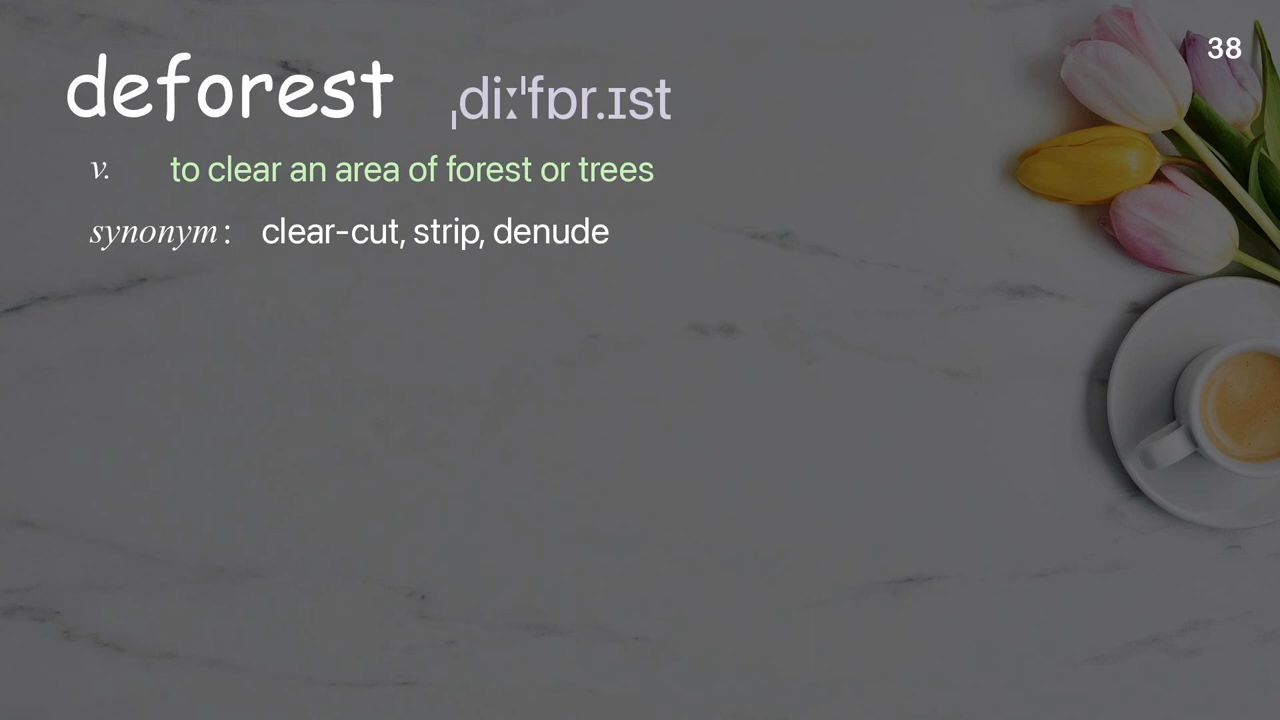 38
deforest ˌdiːˈfɒr.ɪst
v. to clear an area of forest or trees
synonym : clear-cut, strip, denude